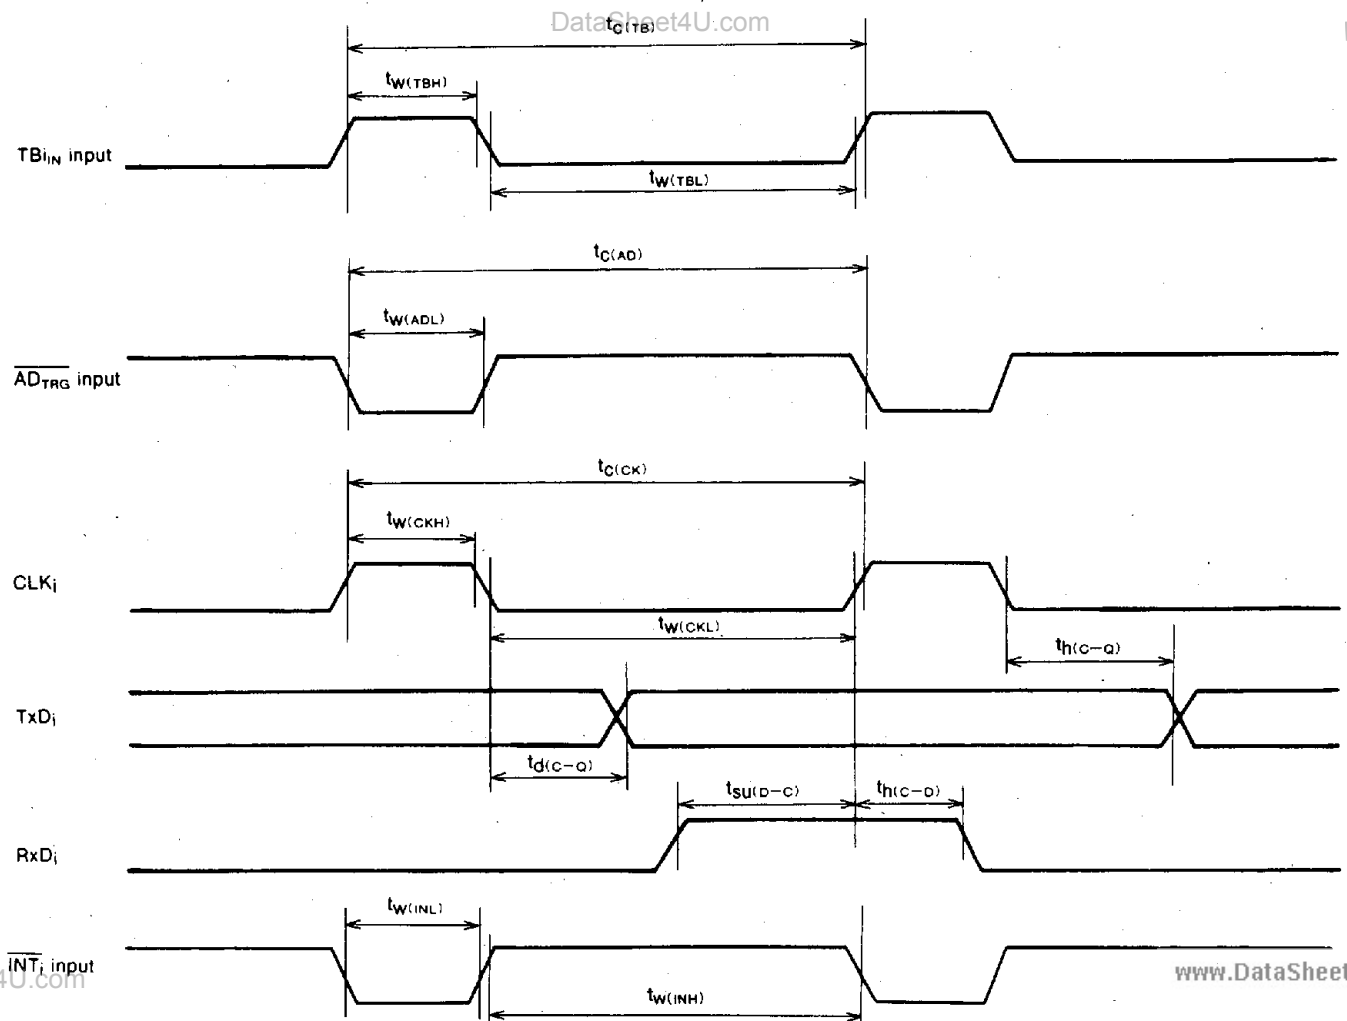 DataSheet4U.com
tC(TB)
tW(TBH)
TBiIN input
tW(TBL)
tC(AD)
tW(ADL)
ADTRG input
tC(CK)
tW(CKH)
CLKi
tW(CKL)
th(C-Q)
TxDi
td(C-Q)
tsu(D-C)
th(C-D)
RxDi
tW(INL)
INTi input
4U.com
www.DataSheet
tW(INH)